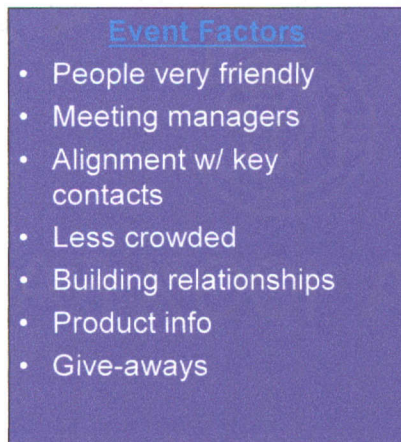 Event Factors
• People very friendly
• Meeting managers
• Alignment w/ key
contacts
• Less crowded
• Building relationships
• Product info
• Give-aways